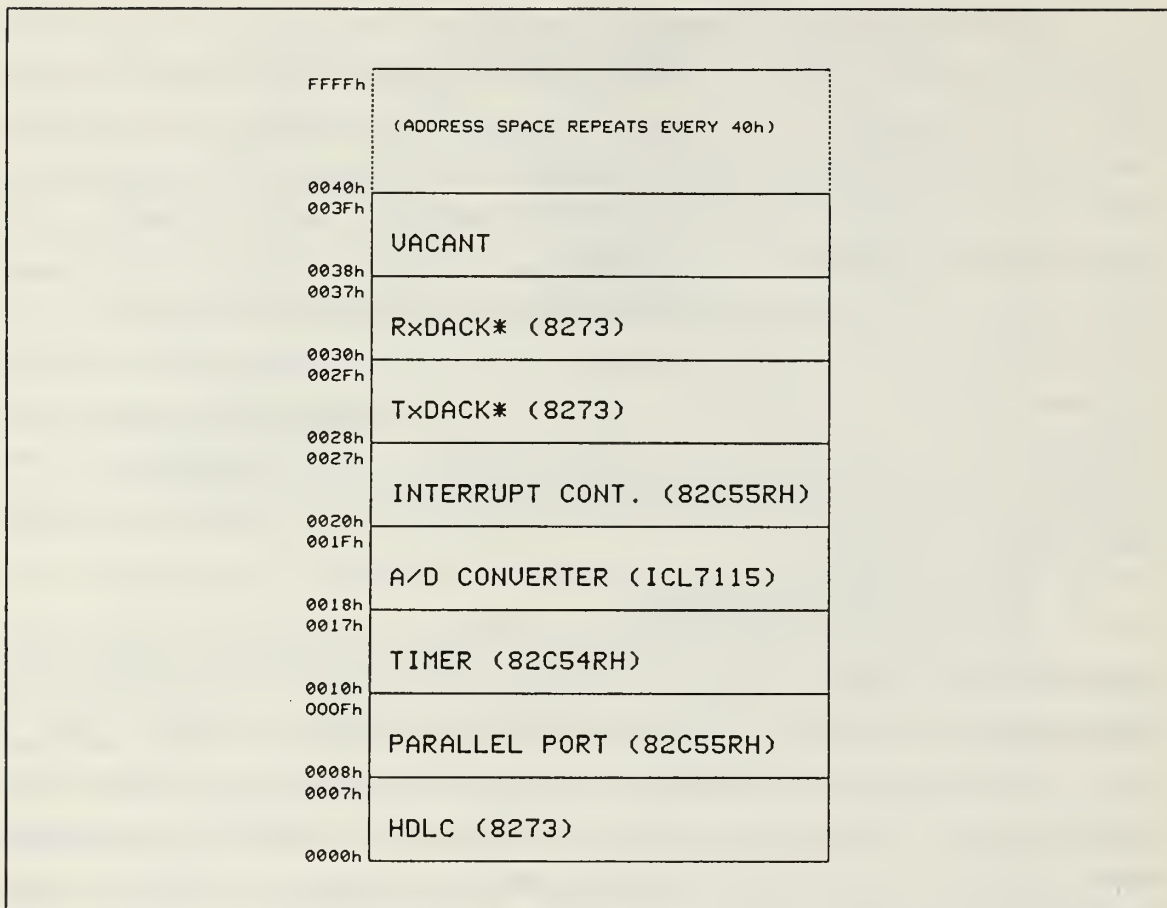 FFFFh
(ADDRESS SPACE REPEATS EVERY 40h)
0040h
003Fh
VACANT
0038h
0037h
RxDACK* (8273)
0030h
002Fh
TxDACK* (8273)
0028h
0027h
INTERRUPT CONT. (82C55RH)
0020h
001Fh
A/D CONVERTER (ICL7115)
0018h
0017h
TIMER (82C54RH)
0010h
000Fh
PARALLEL PORT (82C55RH)
0008h
0007h
HDLC (8273)
0000h